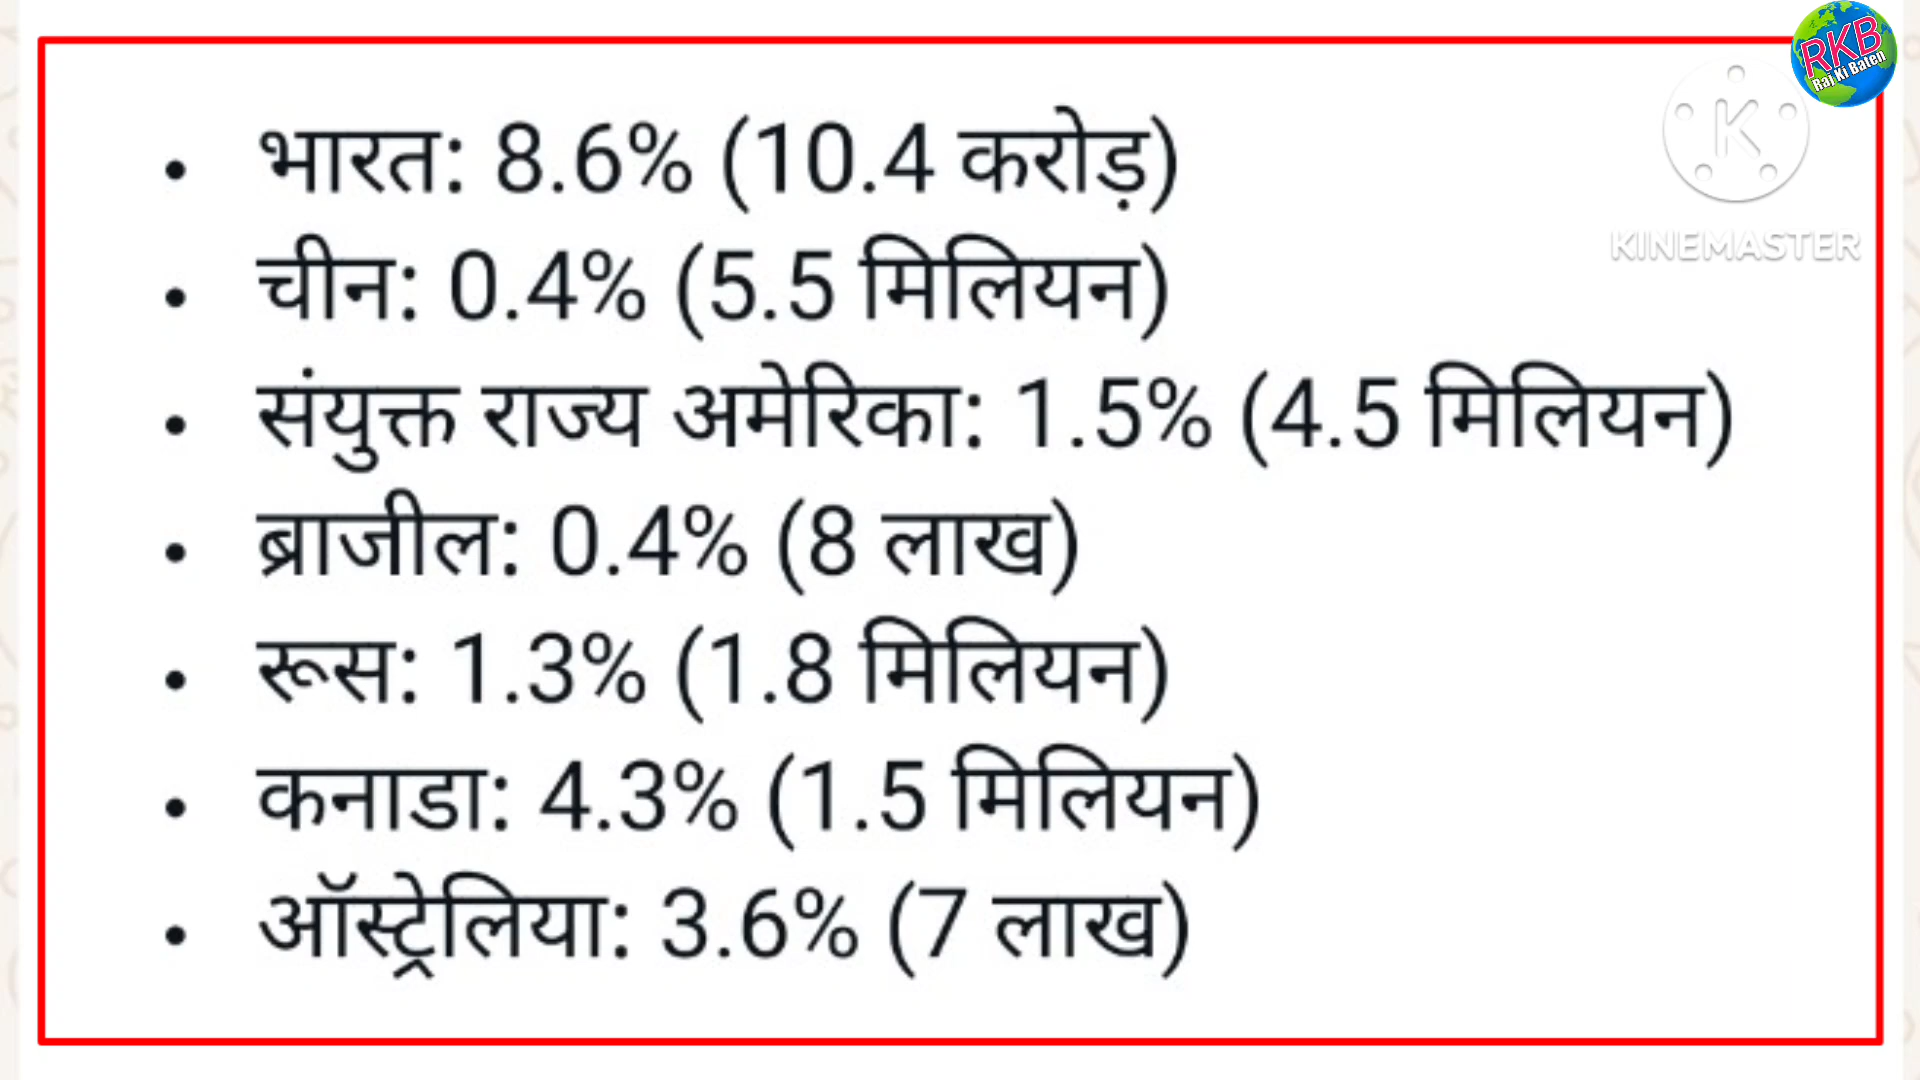 RKB
Raj Ki Baten
K
KINEMASTER
• भारत: 8.6% (10.4 करोड़)
• चीन: 0.4% (5.5 मिलियन)
• संयुक्त राज्य अमेरिका: 1.5% (4.5 मिलियन)
• ब्राजील: 0.4% (8 लाख)
• रूस: 1.3% (1.8 मिलियन)
• कनाडा: 4.3% (1.5 मिलियन)
• ऑस्ट्रेलिया: 3.6% (7 लाख)